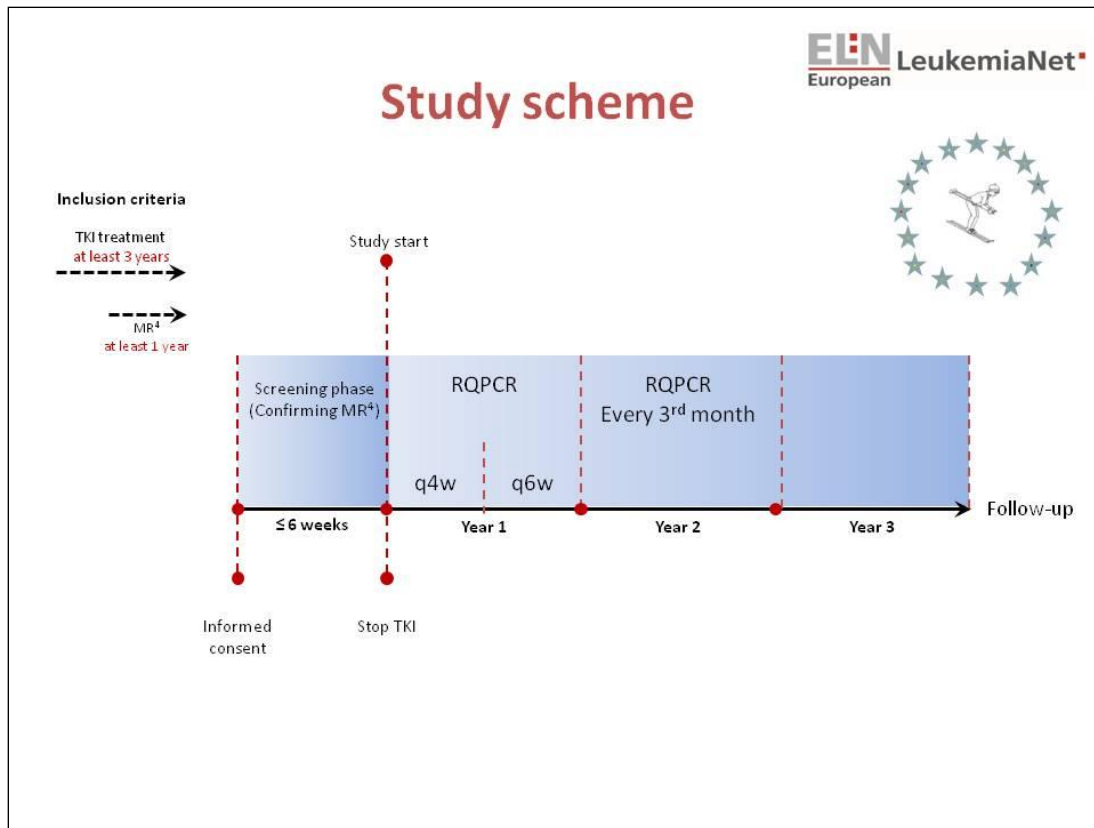 ELN LeukemiaNet
European
Study scheme
Inclusion criteria
TKI treatment
at least 3 years
MR⁴
at least 1 year
Study start
Screening phase
(Confirming MR⁴)
RQPCR
q4w
q6w
RQPCR
Every 3rd month
≤ 6 weeks
Year 1
Year 2
Year 3
Follow-up
Informed
consent
Stop TKI